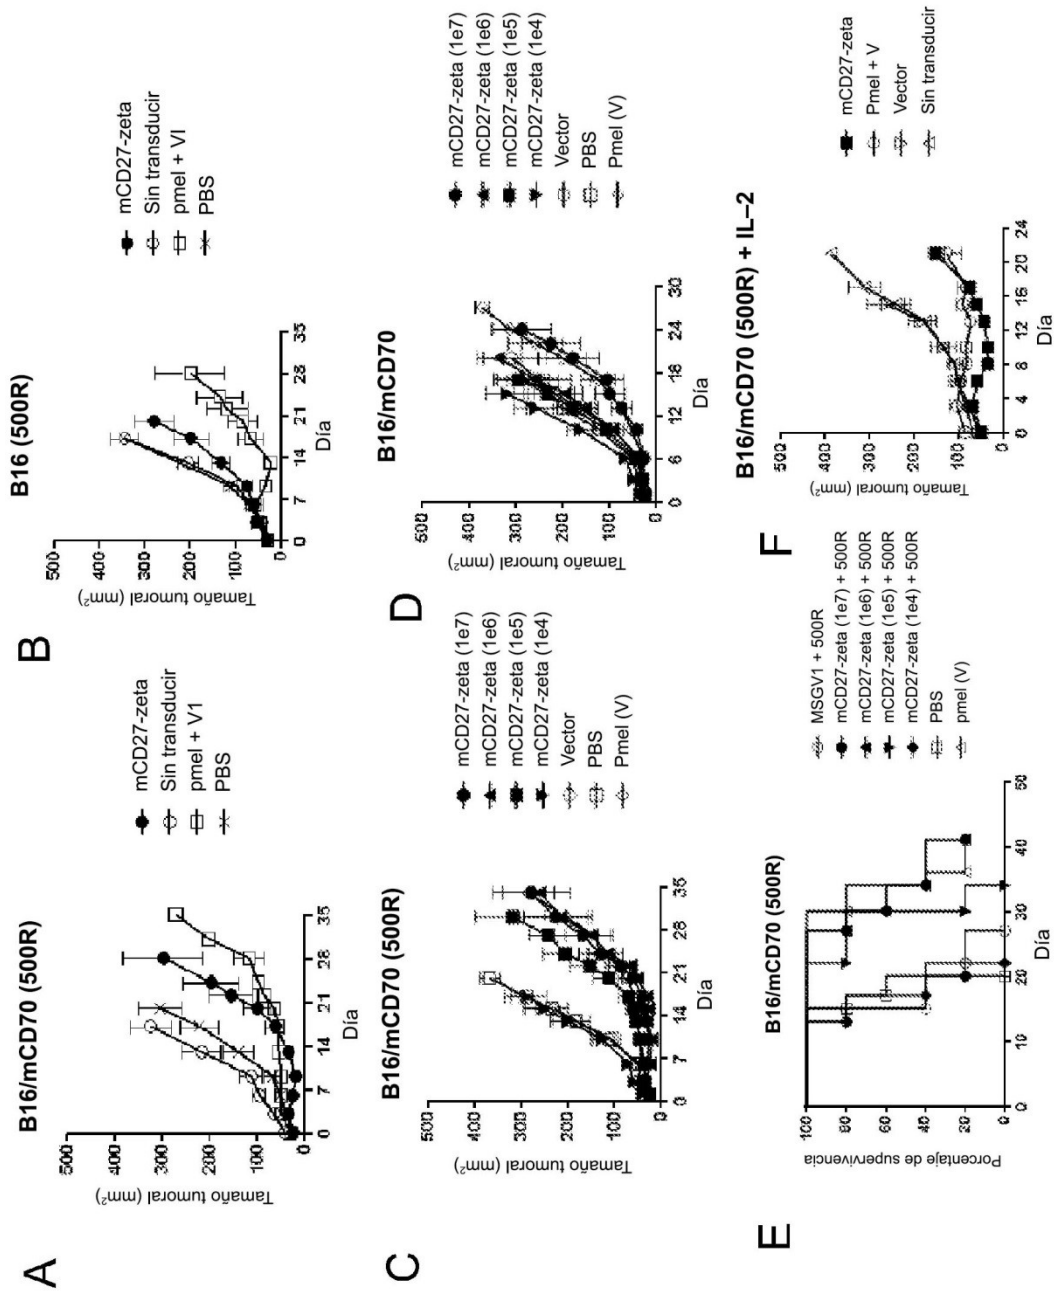 A
B16/mCD70 (500R)
Tamaño tumoral (mm²)
500
400
300
200
100
0
0 7 14 21 28 35
Día
mCD27-zeta
Sin transducir
pmel + V1
PBS
B
B16 (500R)
Tamaño tumoral (mm²)
500
400
300
200
100
0
0 7 14 21 28 35
Día
mCD27-zeta
Sin transducir
pmel + VI
PBS
C
B16/mCD70 (500R)
Tamaño tumoral (mm²)
500
400
300
200
100
0
0 7 14 21 28 35
Día
mCD27-zeta (1e7)
mCD27-zeta (1e6)
mCD27-zeta (1e5)
mCD27-zeta (1e4)
Vector
PBS
Pmel (V)
D
B16/mCD70
Tamaño tumoral (mm²)
500
400
300
200
100
0
0 6 12 18 24 30
Día
mCD27-zeta (1e7)
mCD27-zeta (1e6)
mCD27-zeta (1e5)
mCD27-zeta (1e4)
Vector
PBS
Pmel (V)
E
B16/mCD70 (500R)
Porcentaje de supervivencia
100
80
60
40
20
0
0 10 20 30 40 50
Día
MSGV1 + 500R
mCD27-zeta (1e7) + 500R
mCD27-zeta (1e6) + 500R
mCD27-zeta (1e5) + 500R
mCD27-zeta (1e4) + 500R
PBS
pmel (V)
F
B16/mCD70 (500R) + IL–2
Tamaño tumoral (mm²)
500
400
300
200
100
0
0 4 8 12 16 20 24
Día
mCD27-zeta
Pmel + V
Vector
Sin transducir